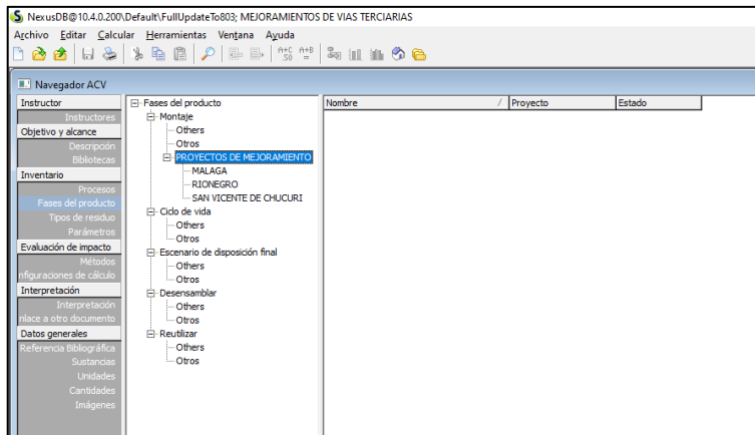 NexusDB@10.4.0.200\Default\FullUpdateTo803; MEJORAMIENTOS DE VIAS TERCIARIAS
Archivo Editar Calcular Herramientas Ventana Ayuda
A+C
50
A+B
=
Navegador ACV
Instructor
Instructores
Objetivo y alcance
Descripción
Bibliotecas
Inventario
Procesos
Fases del producto
Tipos de residuo
Parámetros
Evaluación de impacto
Métodos
nfiguraciones de cálculo
Interpretación
Interpretación
nlace a otro documento
Datos generales
Referencia Bibliográfica
Sustancias
Unidades
Cantidades
Imágenes
Fases del producto
Montaje
Others
Otros
PROYECTOS DE MEJORAMIENTO
MALAGA
RIONEGRO
SAN VICENTE DE CHUCURI
Ciclo de vida
Others
Otros
Escenario de disposición final
Others
Otros
Desensamblar
Others
Otros
Reutilizar
Others
Otros
Nombre / Proyecto Estado